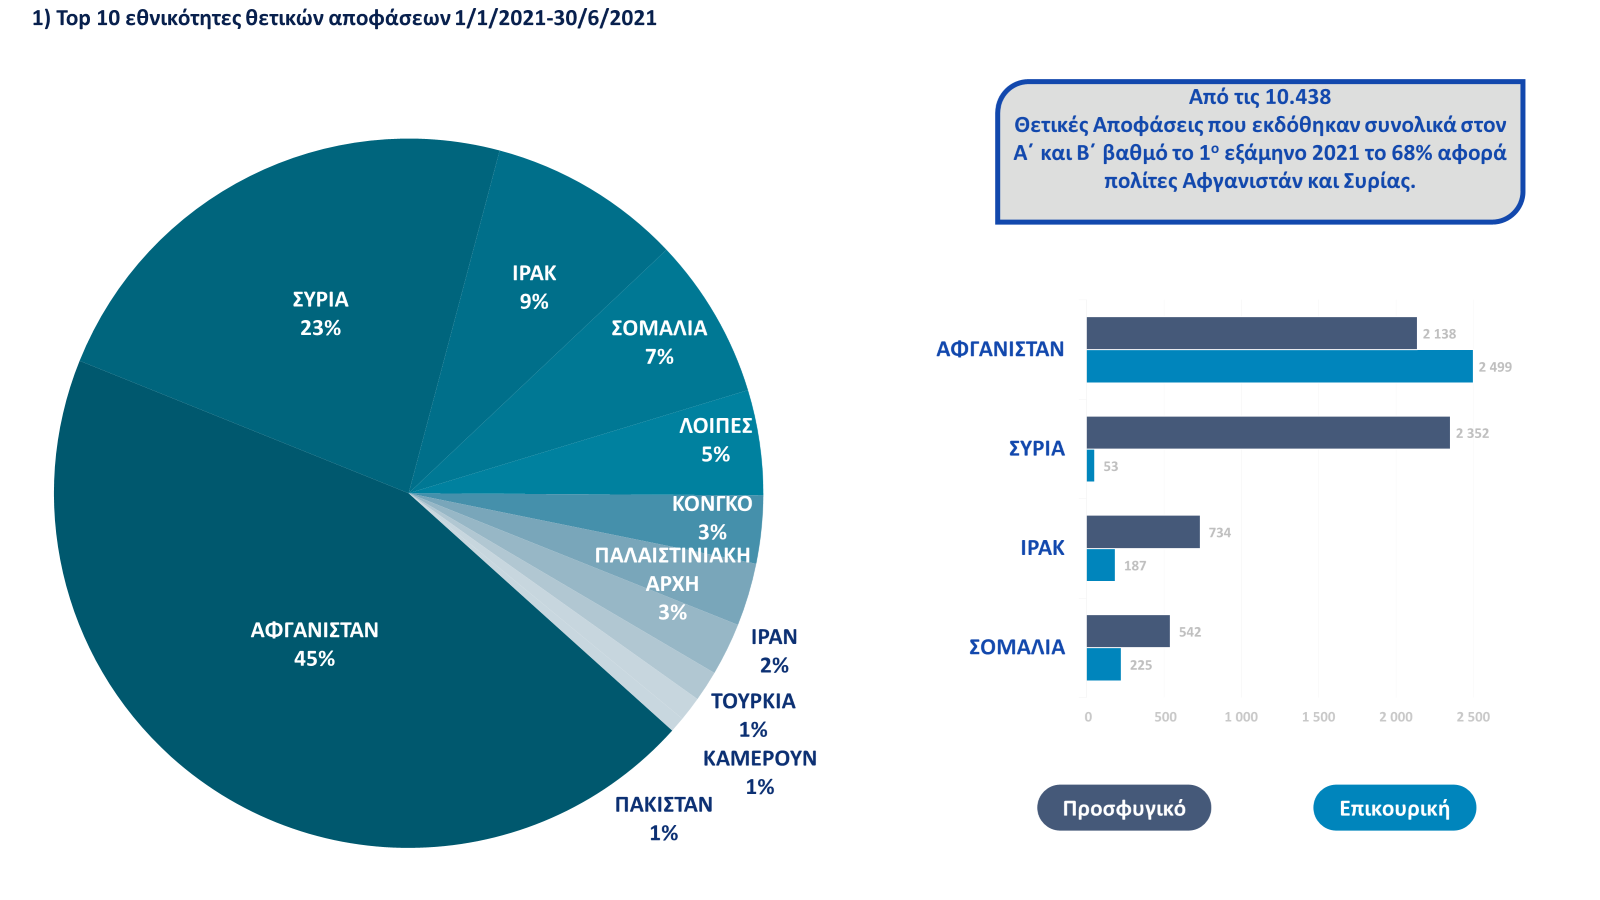 1) Top 10 εθνικότητες θετικών αποφάσεων 1/1/2021-30/6/2021
Από τις 10.438
Θετικές Αποφάσεις που εκδόθηκαν συνολικά στον
Α΄ και Β΄ βαθμό το 1ο εξάμηνο 2021 το 68% αφορά
πολίτες Αφγανιστάν και Συρίας.
ΣΥΡΙΑ
23%
ΙΡΑΚ
9%
ΣΟΜΑΛΙΑ
7%
ΛΟΙΠΕΣ
5%
ΚΟΝΓΚΟ
3%
ΠΑΛΑΙΣΤΙΝΙΑΚΗ
ΑΡΧΗ
3%
ΙΡΑΝ
2%
ΤΟΥΡΚΙΑ
1%
ΚΑΜΕΡΟΥΝ
1%
ΠΑΚΙΣΤΑΝ
1%
ΑΦΓΑΝΙΣΤΑΝ
45%
ΑΦΓΑΝΙΣΤΑΝ
2 138
2 499
ΣΥΡΙΑ
2 352
53
ΙΡΑΚ
734
187
ΣΟΜΑΛΙΑ
542
225
0 500 1 000 1 500 2 000 2 500
Προσφυγικό Επικουρική